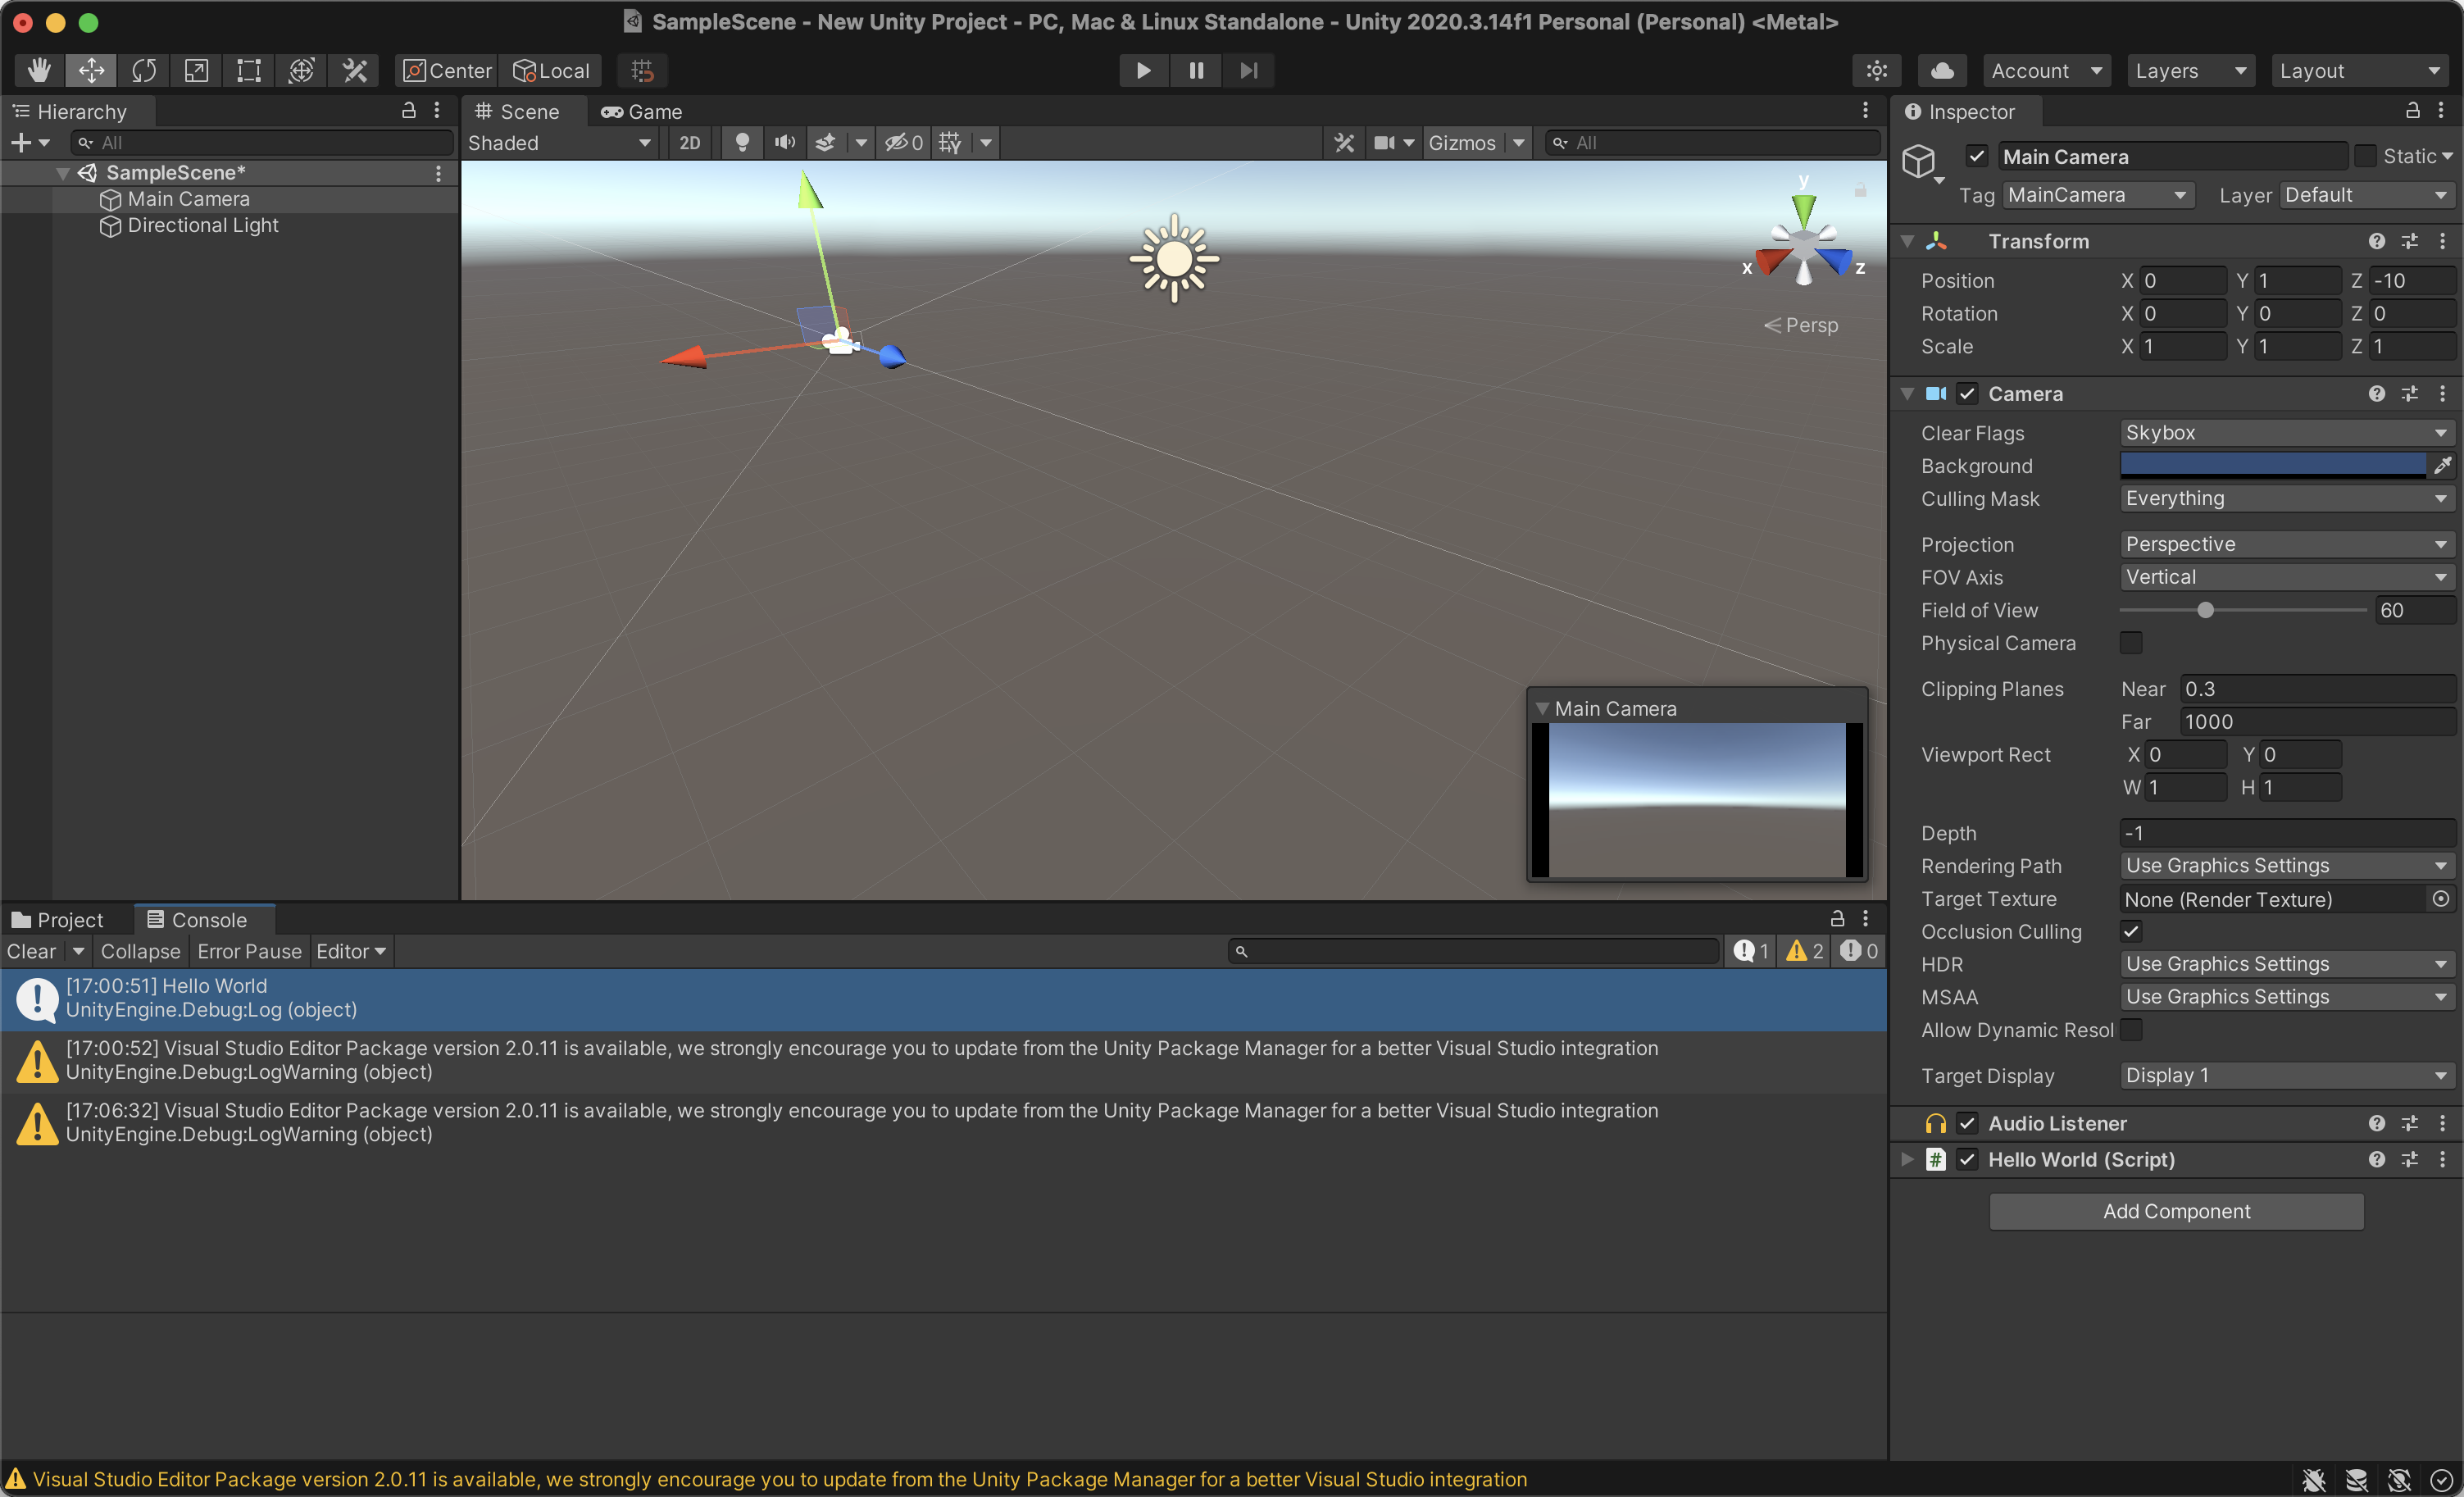 SampleScene - New Unity Project - PC, Mac & Linux Standalone - Unity 2020.3.14f1 Personal (Personal) <Metal>
Center Local Account Layers Layout
Hierarchy
All
SampleScene*
Main Camera
Directional Light
Scene Game
Shaded 2D 0 Gizmos All
y
x z
Persp
Main Camera
Inspector
Main Camera Static
Tag MainCamera Layer Default
Transform
Position X 0 Y 1 Z -10
Rotation X 0 Y 0 Z 0
Scale X 1 Y 1 Z 1
Camera
Clear Flags Skybox
Background
Culling Mask Everything
Projection Perspective
FOV Axis Vertical
Field of View 60
Physical Camera
Clipping Planes Near 0.3
Far 1000
Viewport Rect X 0 Y 0
W 1 H 1
Depth -1
Rendering Path Use Graphics Settings
Target Texture None (Render Texture)
Occlusion Culling
HDR Use Graphics Settings
MSAA Use Graphics Settings
Allow Dynamic Resol
Target Display Display 1
Audio Listener
# Hello World (Script)
Add Component
Project Console
Clear Collapse Error Pause Editor 1 2 0
[17:00:51] Hello World
UnityEngine.Debug:Log (object)
[17:00:52] Visual Studio Editor Package version 2.0.11 is available, we strongly encourage you to update from the Unity Package Manager for a better Visual Studio integration
UnityEngine.Debug:LogWarning (object)
[17:06:32] Visual Studio Editor Package version 2.0.11 is available, we strongly encourage you to update from the Unity Package Manager for a better Visual Studio integration
UnityEngine.Debug:LogWarning (object)
Visual Studio Editor Package version 2.0.11 is available, we strongly encourage you to update from the Unity Package Manager for a better Visual Studio integration